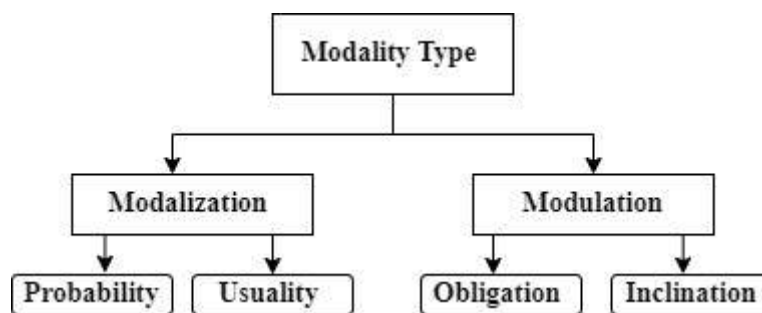 Modality Type
Modalization
Modulation
Probability
Usuality
Obligation
Inclination